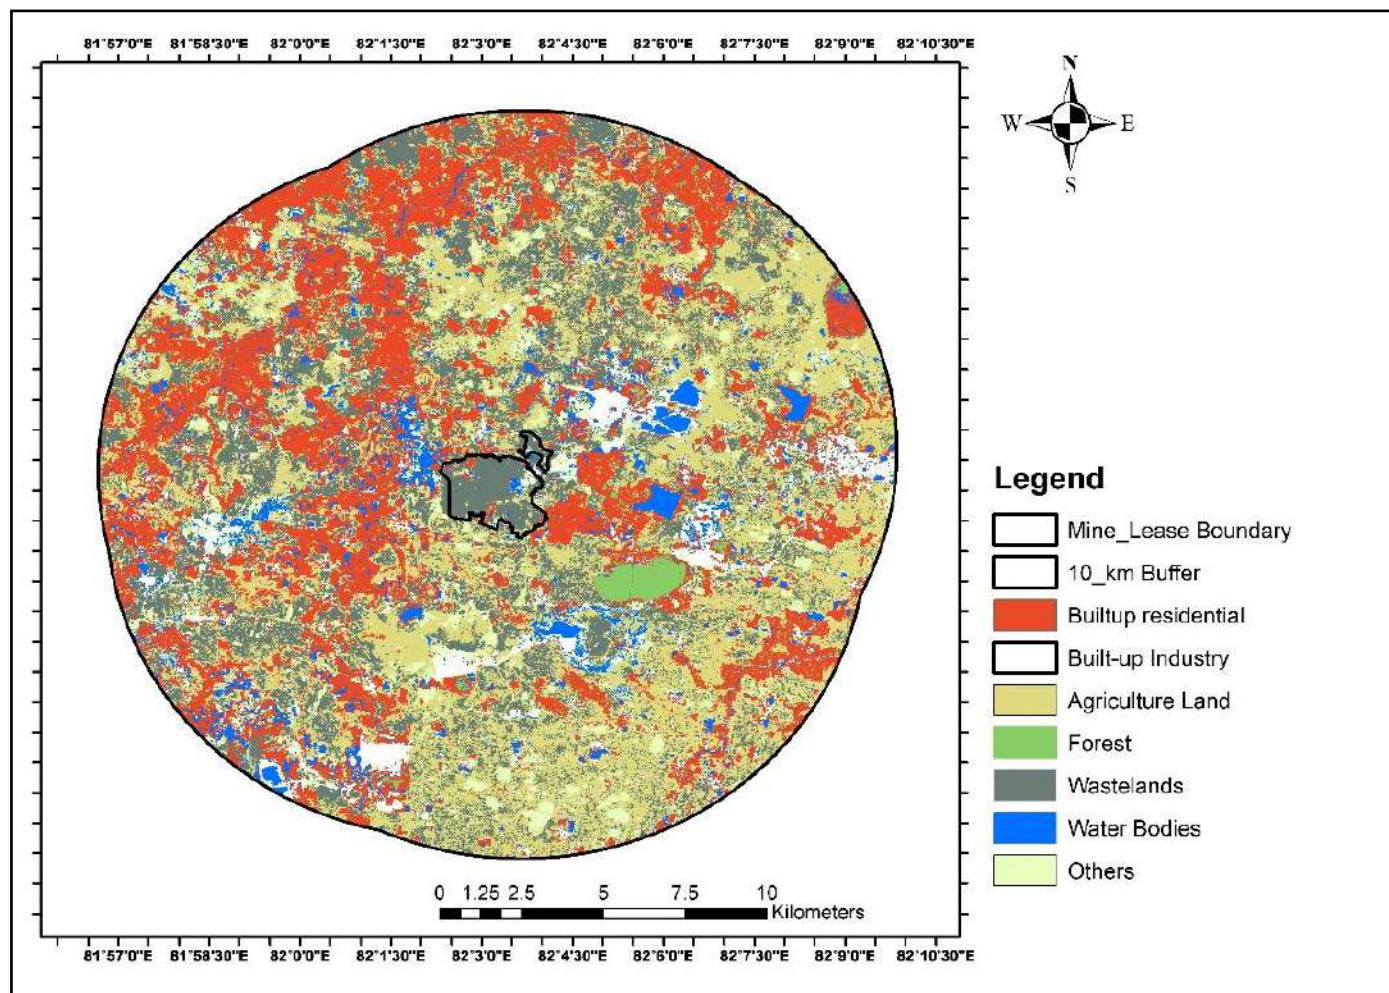 81°57'0"E 81°58'30"E 82°0'0"E 82°1'30"E 82°3'0"E 82°4'30"E 82°6'0"E 82°7'30"E 82°9'0"E 82°10'30"E
N
W E
S
Legend
Mine_Lease Boundary
10_km Buffer
Builtup residential
Built-up Industry
Agriculture Land
Forest
Wastelands
Water Bodies
Others
0 1.25 2.5 5 7.5 10
Kilometers
81°57'0"E 81°58'30"E 82°0'0"E 82°1'30"E 82°3'0"E 82°4'30"E 82°6'0"E 82°7'30"E 82°9'0"E 82°10'30"E